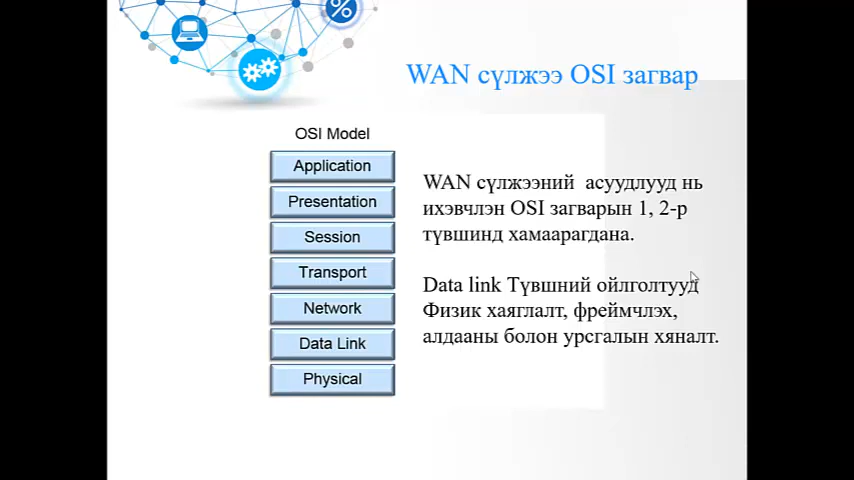 WAN сүлжээ OSI загвар
OSI Model
Application
Presentation
Session
Transport
Network
Data Link
Physical
WAN сүлжээний асуудлууд нь
ихэвчлэн OSI загварын 1, 2-р
түвшинд хамаарагдана.
Data link Түвшний ойлголтууд
Физик хаяглалт, фреймчлэх,
алдааны болон урсгалын хяналт.